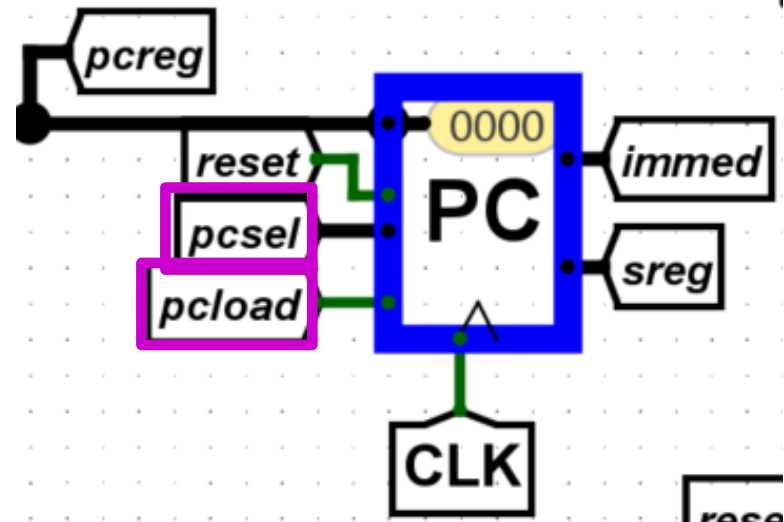 pcreg
0000
reset
immed
PC
pcsel
sreg
pcload
CLK